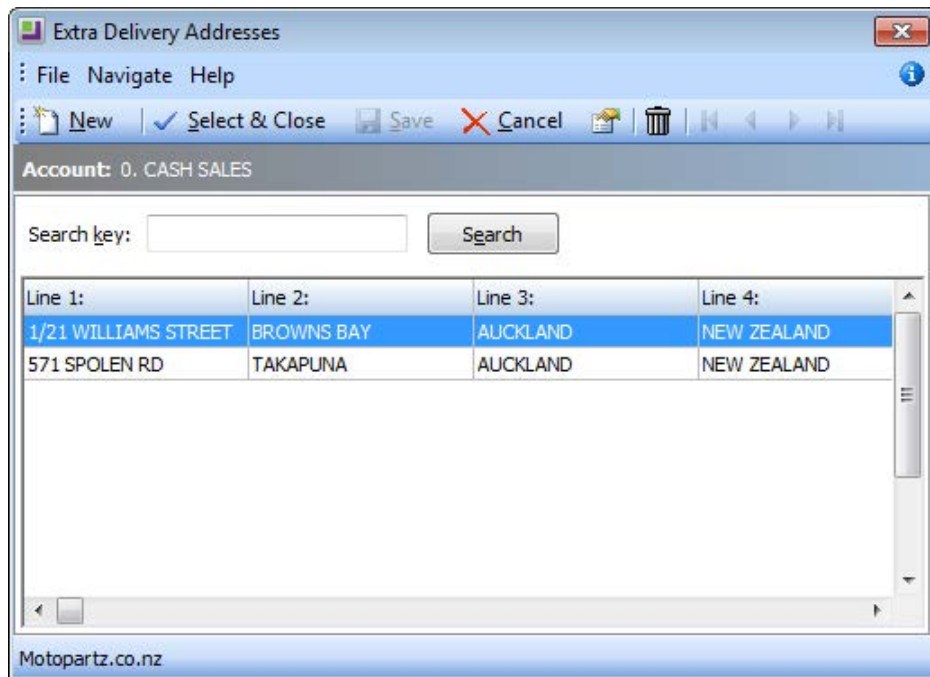 Extra Delivery Addresses
File Navigate Help
New Select & Close Save Cancel
Account: 0. CASH SALES
Search key: Search
Line 1: Line 2: Line 3: Line 4:
1/21 WILLIAMS STREET BROWNS BAY AUCKLAND NEW ZEALAND
571 SPOLEN RD TAKAPUNA AUCKLAND NEW ZEALAND
Motopartz.co.nz